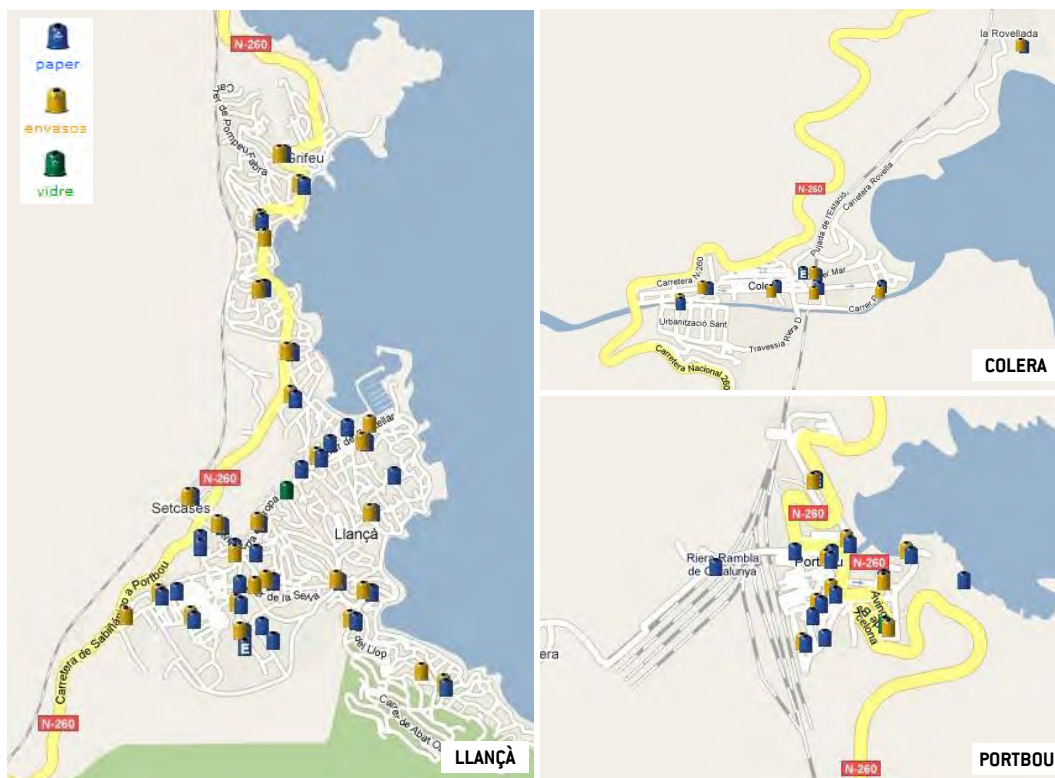 paper
envasos
vidre
N-260
Carrer de Pompeu Fabra
Grifeu
N-260
Setcases
Llançà
de la Selva
Carretera de Sabiñánigo a Portbou
del Llop
Carrer de Abat O
N-260
LLANÇÀ
la Rovellada
N-260
Carretera Rovella
Pujada de l'Estació
Carretera N-260
E
Mar
Cole
Carrer P
Urbanització Sant
Travessia Riera D
Carretera Nacional 260
COLERA
N-260
Riera Rambla
de Catalunya
Portbou
N-260
era
N-260
PORTBOU